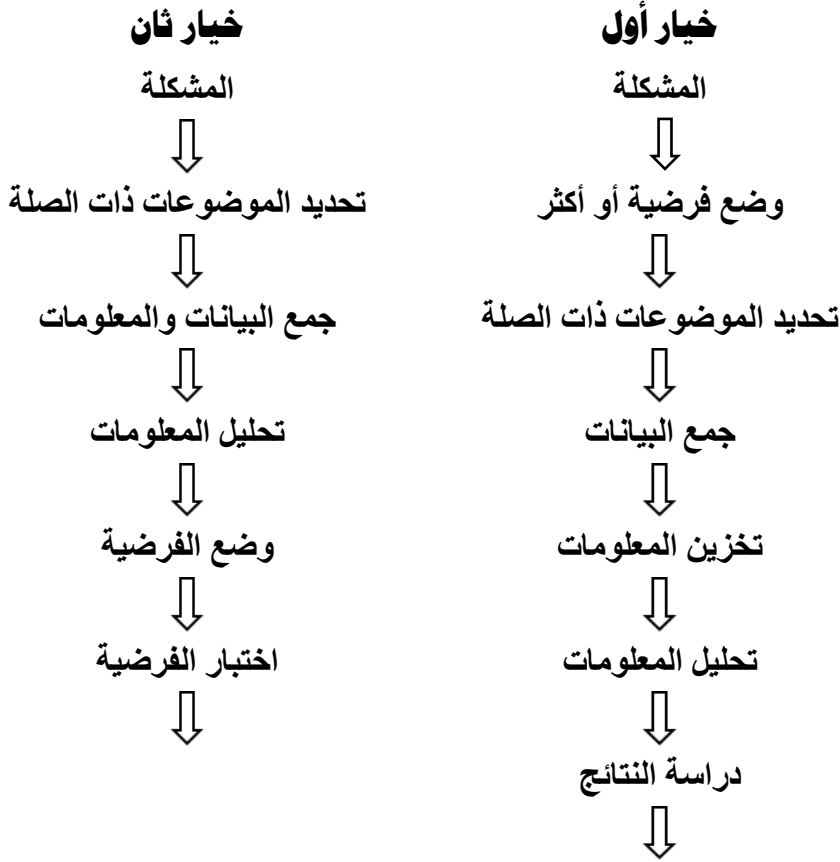 خيار أول
المشكلة
وضع فرضية أو أكثر
تحديد الموضوعات ذات الصلة
جمع البيانات
تخزين المعلومات
تحليل المعلومات
دراسة النتائج
خيار ثان
المشكلة
تحديد الموضوعات ذات الصلة
جمع البيانات والمعلومات
تحليل المعلومات
وضع الفرضية
اختبار الفرضية